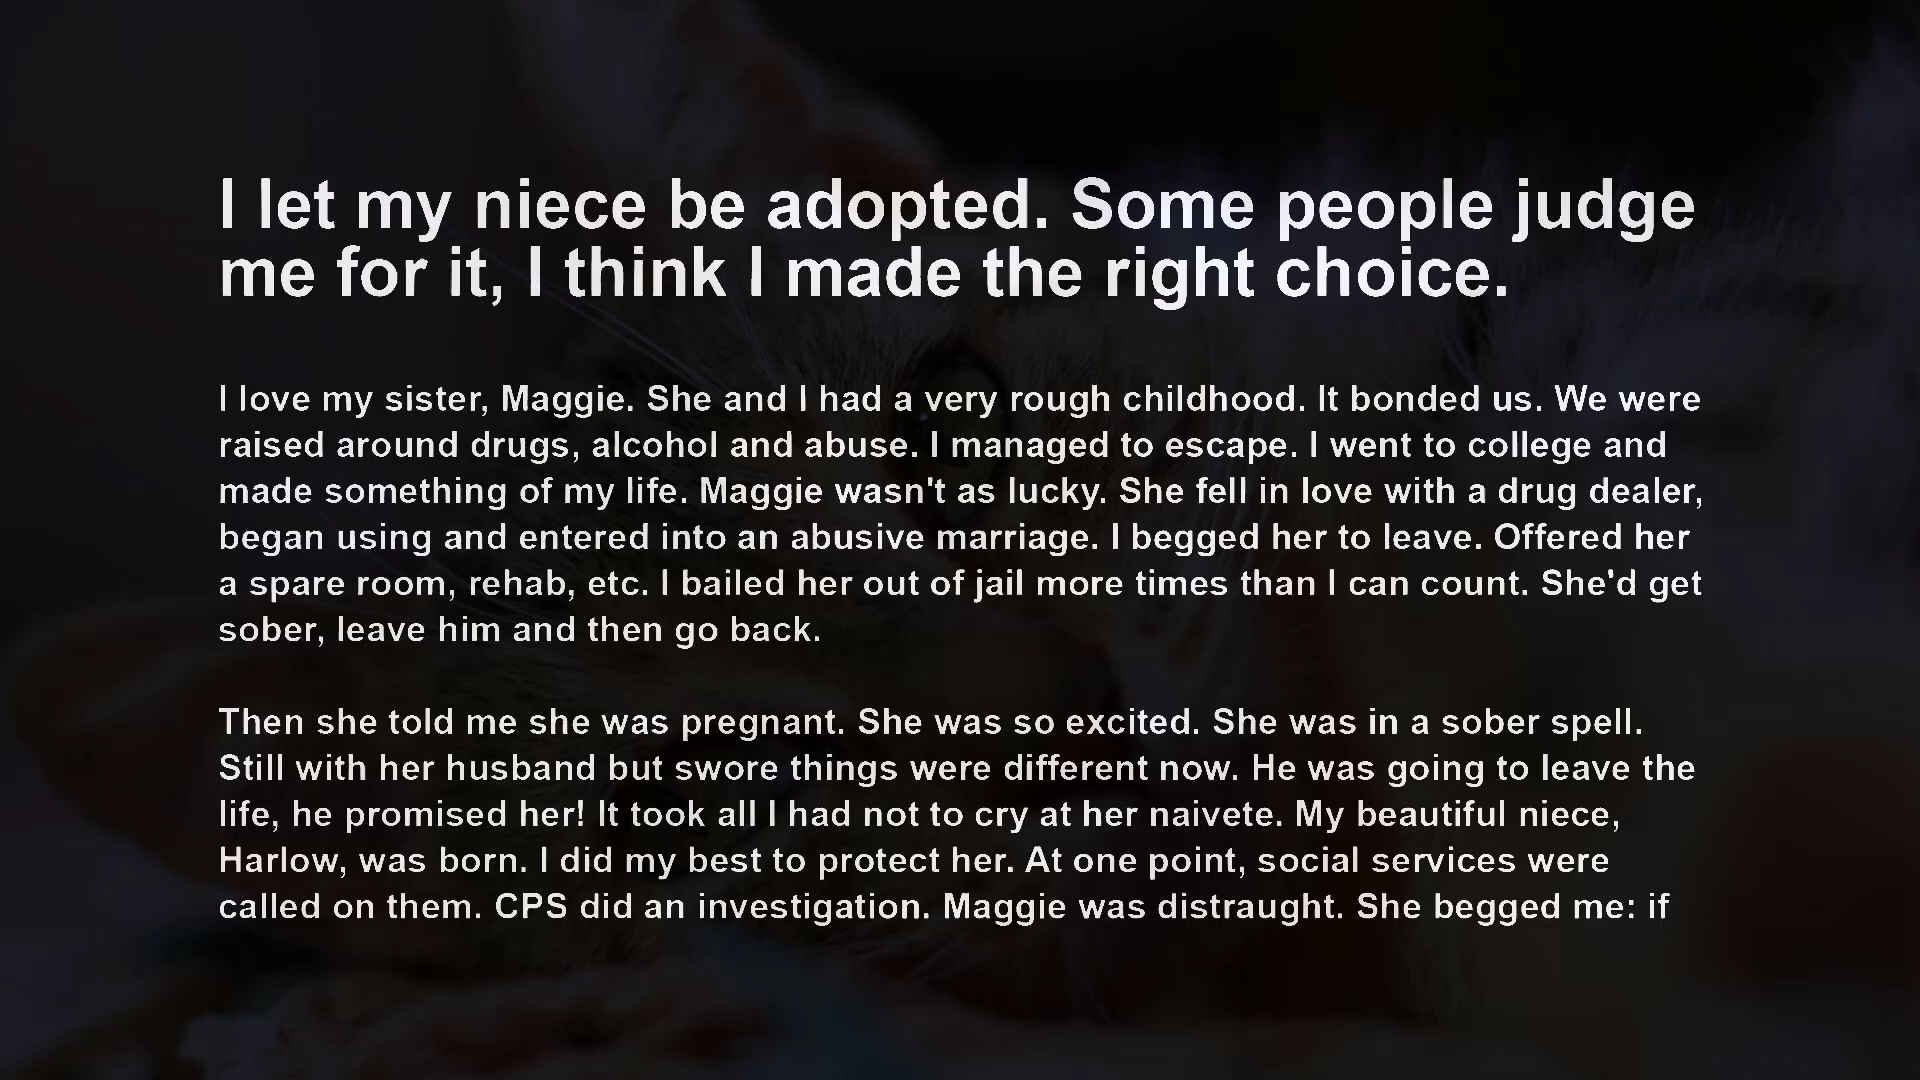 I let my niece be adopted. Some people judge
me for it, I think I made the right choice.
I love my sister, Maggie. She and I had a very rough childhood. It bonded us. We were
raised around drugs, alcohol and abuse. I managed to escape. I went to college and
made something of my life. Maggie wasn't as lucky. She fell in love with a drug dealer,
began using and entered into an abusive marriage. I begged her to leave. Offered her
a spare room, rehab, etc. I bailed her out of jail more times than I can count. She'd get
sober, leave him and then go back.
Then she told me she was pregnant. She was so excited. She was in a sober spell.
Still with her husband but swore things were different now. He was going to leave the
life, he promised her! It took all I had not to cry at her naivete. My beautiful niece,
Harlow, was born. I did my best to protect her. At one point, social services were
called on them. CPS did an investigation. Maggie was distraught. She begged me: if